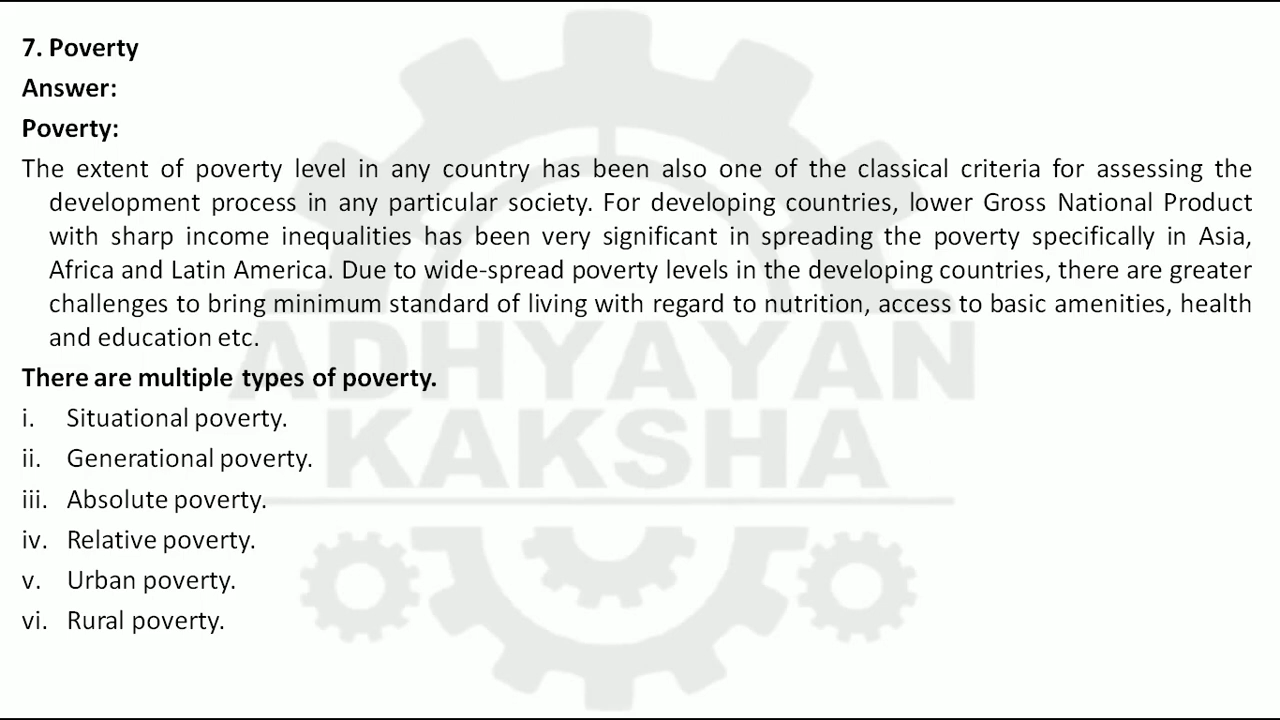 7. Poverty
Answer:
Poverty:
The extent of poverty level in any country has been also one of the classical criteria for assessing the
development process in any particular society. For developing countries, lower Gross National Product
with sharp income inequalities has been very significant in spreading the poverty specifically in Asia,
Africa and Latin America. Due to wide-spread poverty levels in the developing countries, there are greater
challenges to bring minimum standard of living with regard to nutrition, access to basic amenities, health
and education etc.
There are multiple types of poverty.
i. Situational poverty.
ii. Generational poverty.
iii. Absolute poverty.
iv. Relative poverty.
v. Urban poverty.
vi. Rural poverty.
ADHYAYAN
KAKSHA